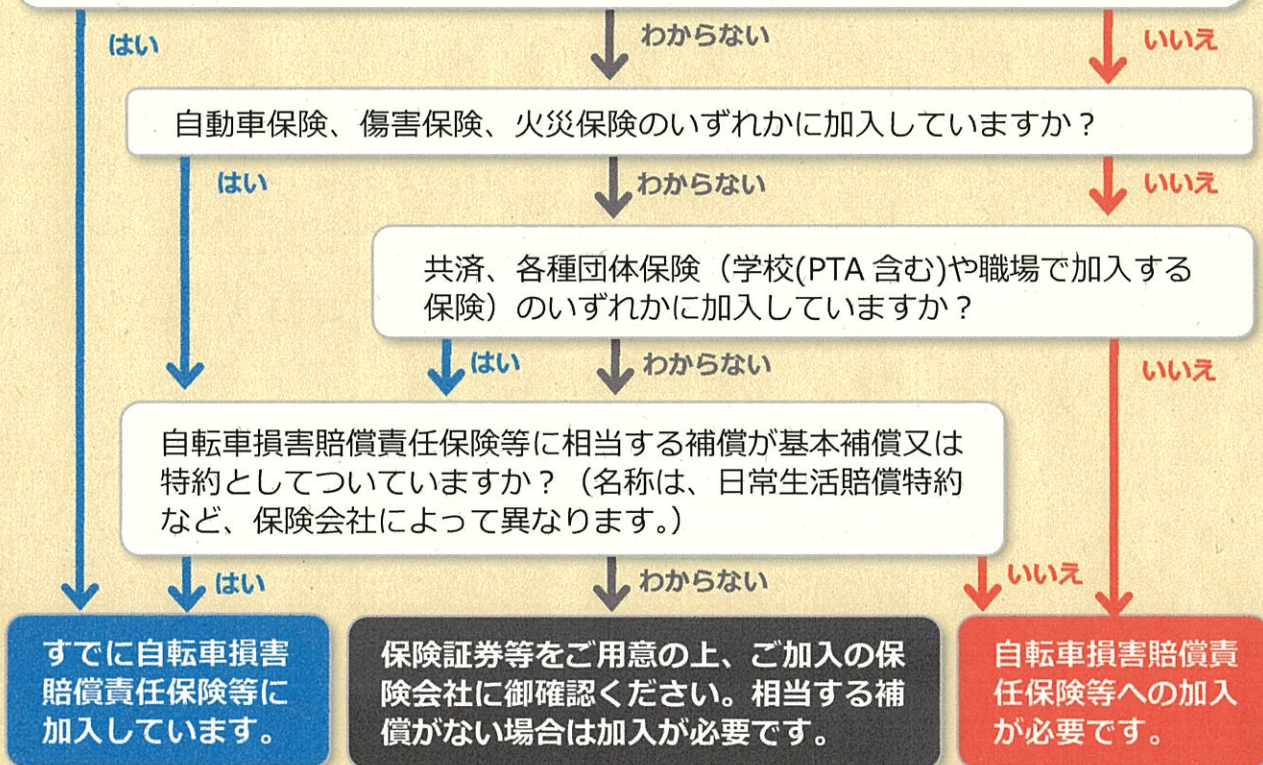 はい
わからない
いいえ
自動車保険、傷害保険、火災保険のいずれかに加入していますか？
はい
わからない
いいえ
共済、各種団体保険（学校(PTA 含む)や職場で加入する
保険）のいずれかに加入していますか？
はい
わからない
いいえ
自転車損害賠償責任保険等に相当する補償が基本補償又は
特約としてついていますか？（名称は、日常生活賠償特約
など、保険会社によって異なります。）
はい
わからない
いいえ
すでに自転車損害
賠償責任保険等に
加入しています。
保険証券等をご用意の上、ご加入の保
険会社に御確認ください。相当する補
償がない場合は加入が必要です。
自転車損害賠償責
任保険等への加入
が必要です。